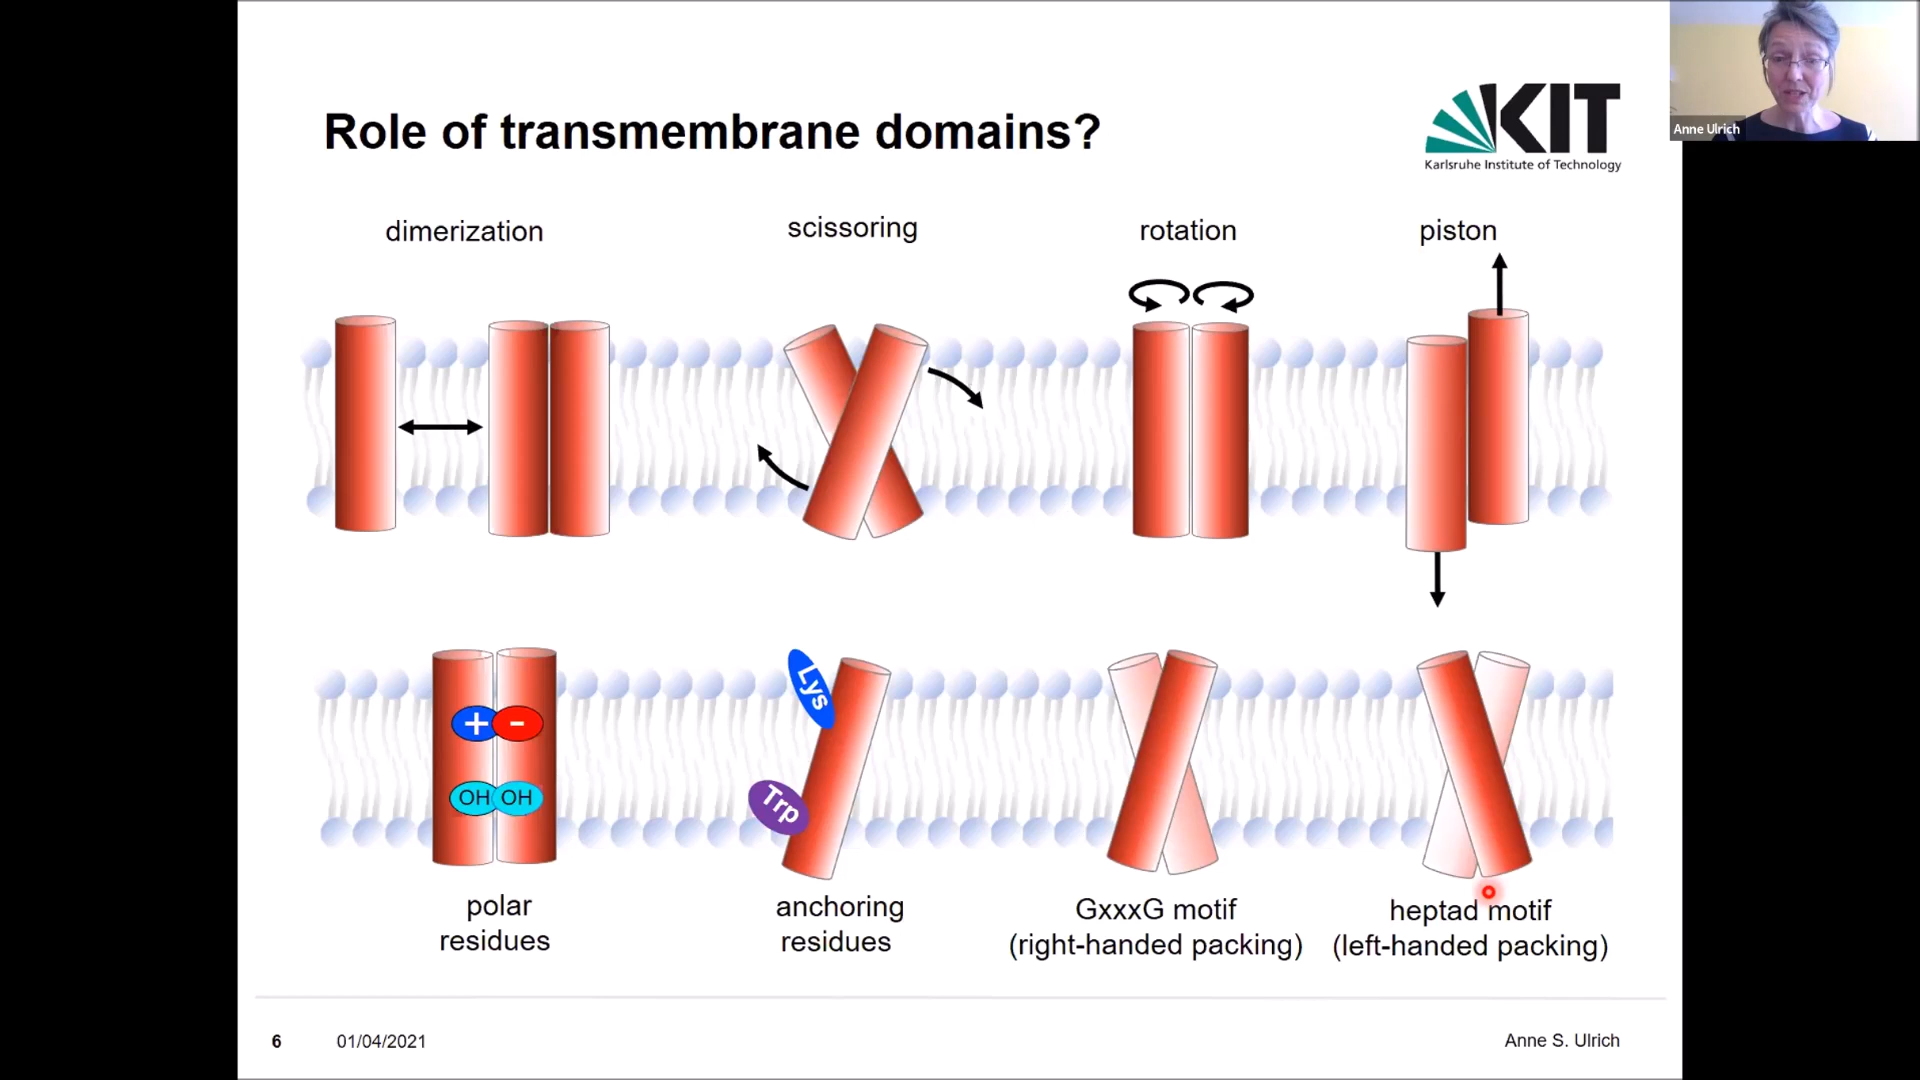 Role of transmembrane domains?
KIT
Karlsruhe Institute of Technology
Anne Ulrich
dimerization
scissoring
rotation
piston
Lys
Trp
+ -
OH OH
polar
residues
anchoring
residues
GxxxG motif
(right-handed packing)
heptad motif
(left-handed packing)
6
01/04/2021
Anne S. Ulrich